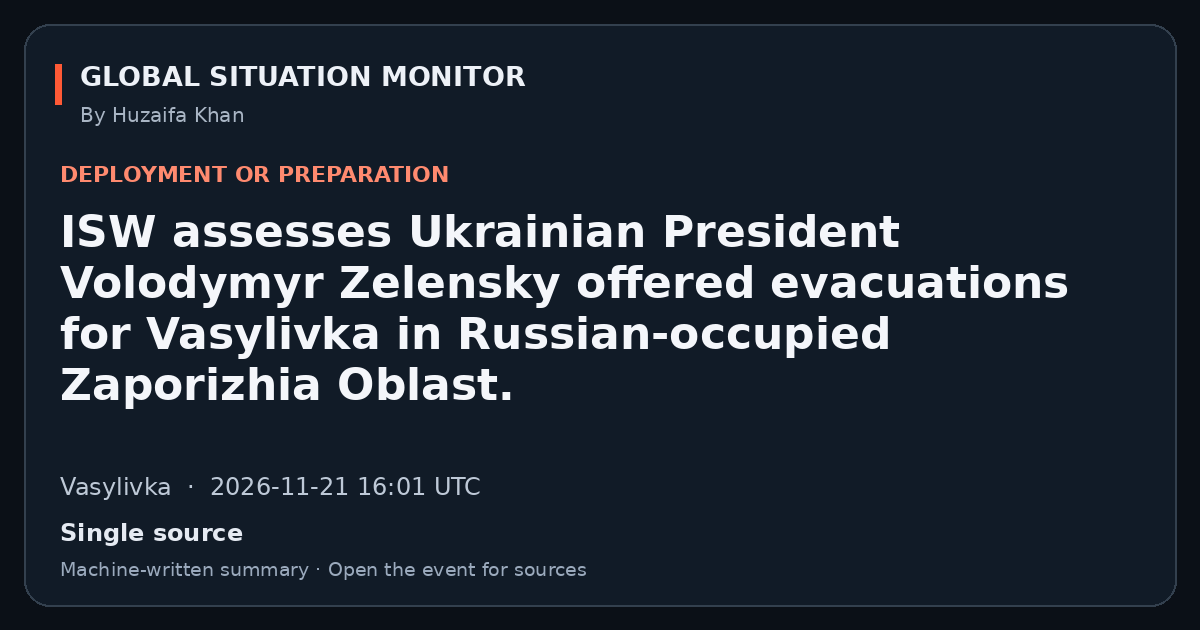 GLOBAL SITUATION MONITOR
By Huzaifa Khan
DEPLOYMENT OR PREPARATION
ISW assesses Ukrainian President
Volodymyr Zelensky offered evacuations
for Vasylivka in Russian-occupied
Zaporizhia Oblast.
Vasylivka · 2026-11-21 16:01 UTC
Single source
Machine-written summary · Open the event for sources